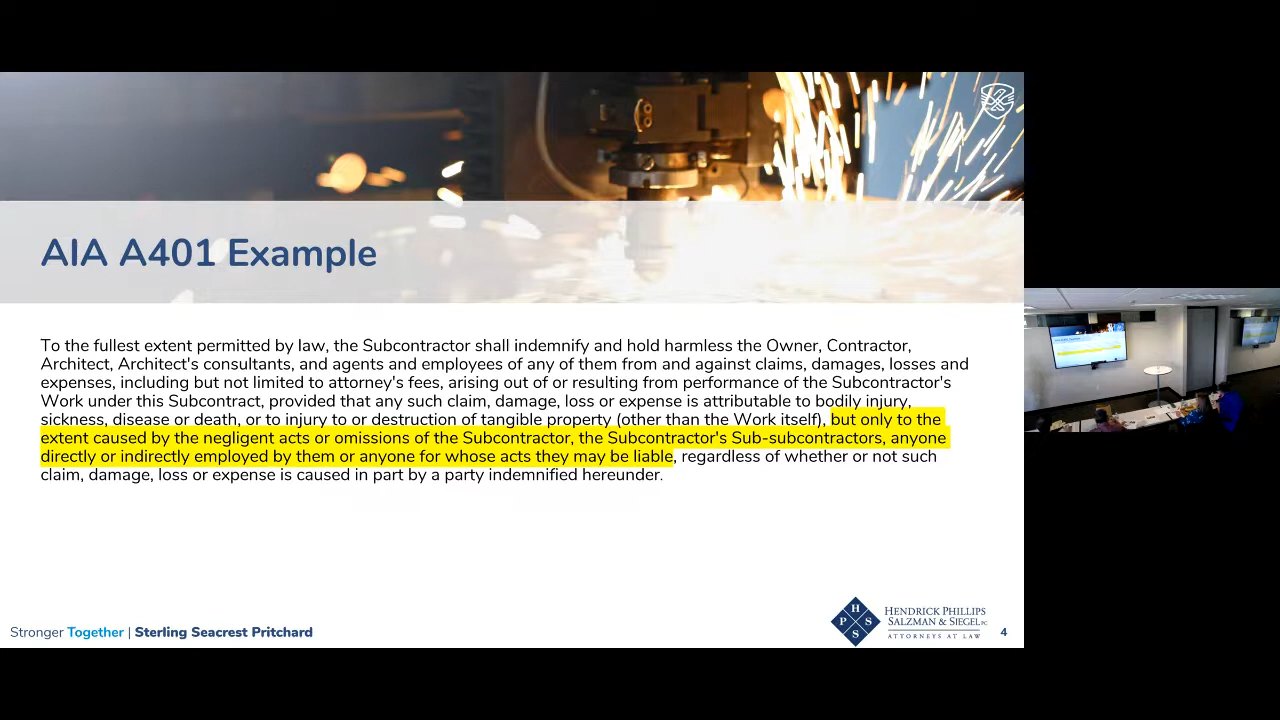 AIA A401 Example
To the fullest extent permitted by law, the Subcontractor shall indemnify and hold harmless the Owner, Contractor,
Architect, Architect's consultants, and agents and employees of any of them from and against claims, damages, losses and
expenses, including but not limited to attorney's fees, arising out of or resulting from performance of the Subcontractor's
Work under this Subcontract, provided that any such claim, damage, loss or expense is attributable to bodily injury,
sickness, disease or death, or to injury to or destruction of tangible property (other than the Work itself), but only to the
extent caused by the negligent acts or omissions of the Subcontractor, the Subcontractor's Sub-subcontractors, anyone
directly or indirectly employed by them or anyone for whose acts they may be liable, regardless of whether or not such
claim, damage, loss or expense is caused in part by a party indemnified hereunder.
Stronger Together | Sterling Seacrest Pritchard
H
P S
S
HENDRICK PHILLIPS
SALZMAN & SIEGEL PC
ATTORNEYS AT LAW
4